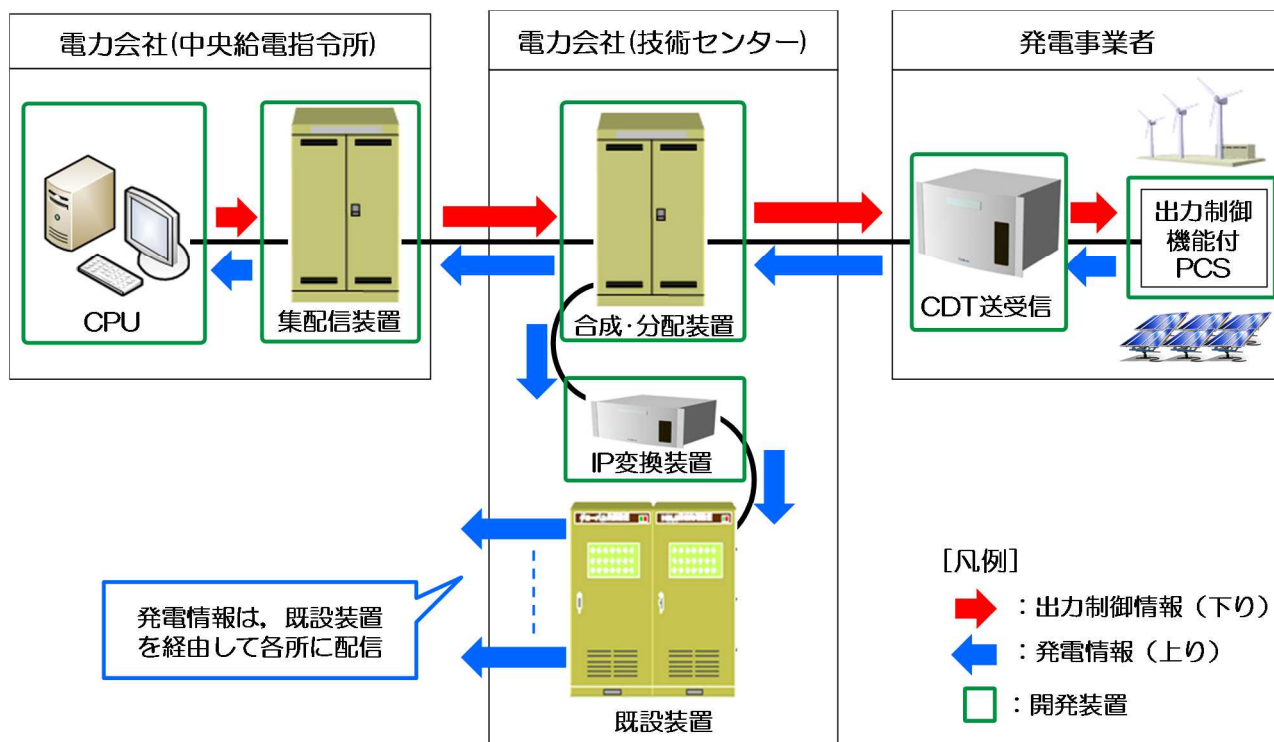 電力会社(中央給電指令所)
電力会社(技術センター)
発電事業者
CPU
集配信装置
合成・分配装置
CDT送受信
出力制御
機能付
PCS
IP変換装置
発電情報は，既設装置
を経由して各所に配信
既設装置
[凡例]
：出力制御情報（下り）
：発電情報（上り）
：開発装置